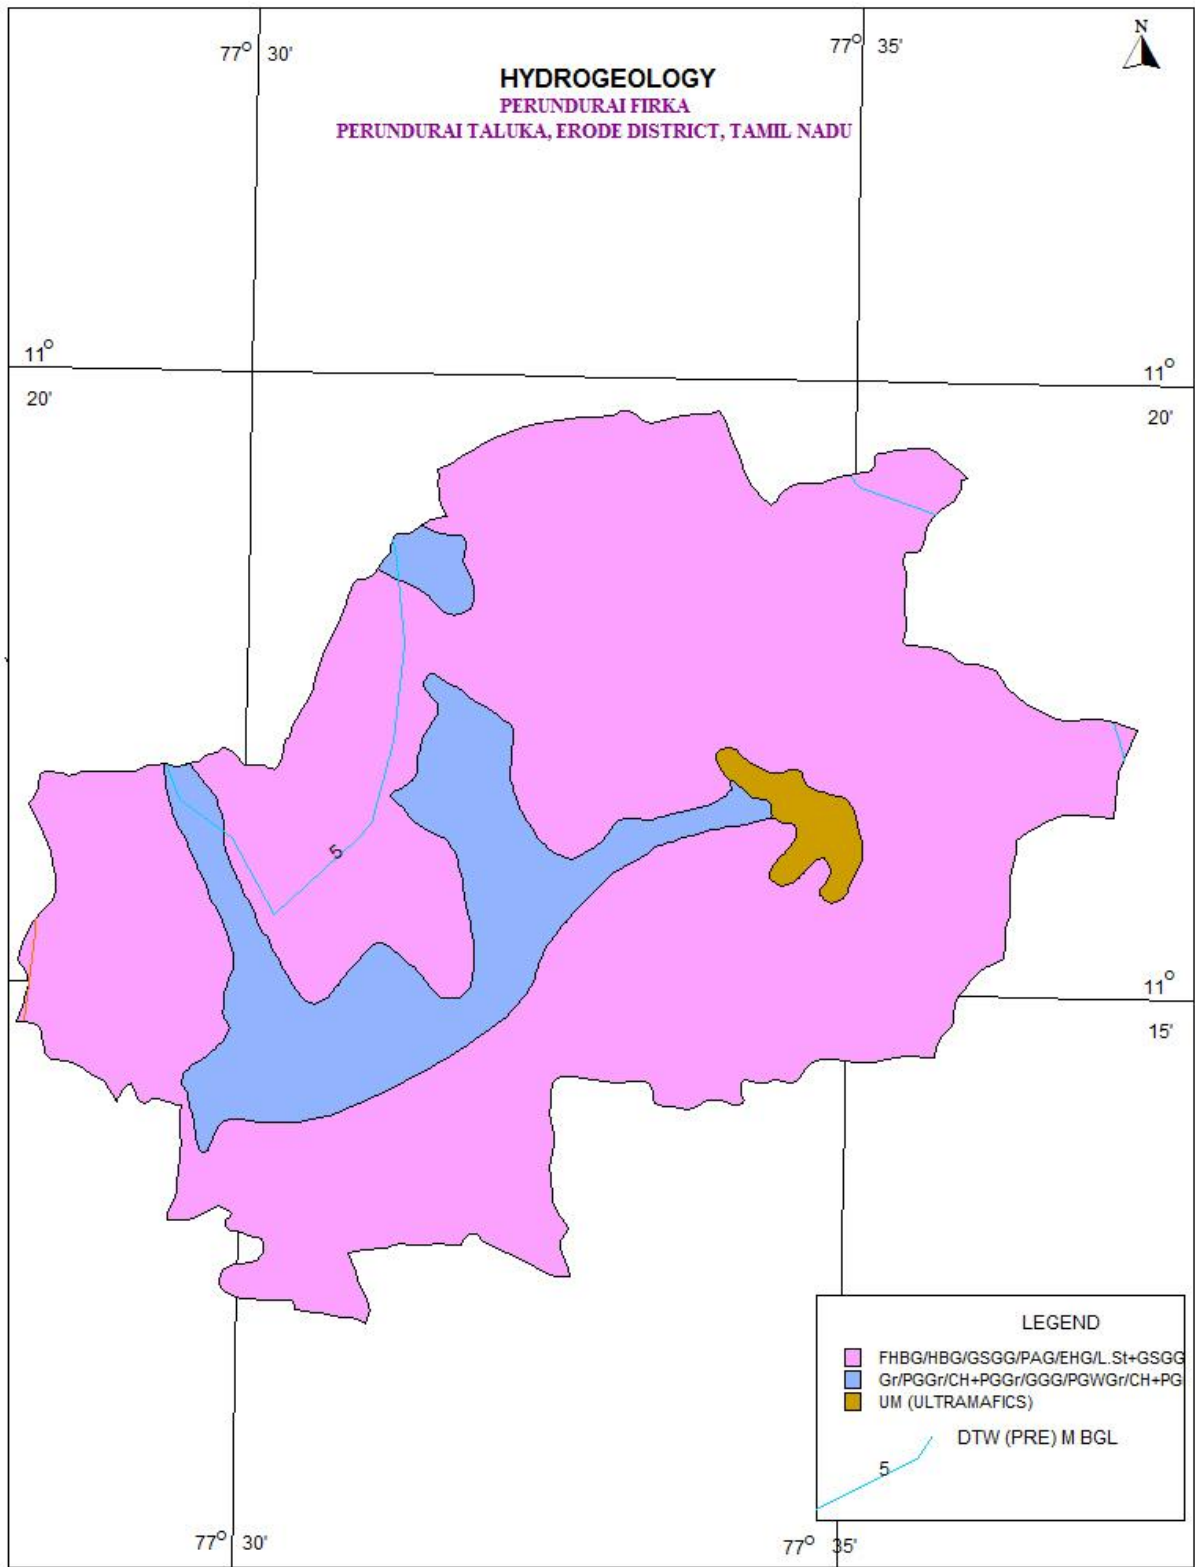 77° 30'
77° 35'
N
HYDROGEOLOGY
PERUNDURAI FIRKA
PERUNDURAI TALUKA, ERODE DISTRICT, TAMIL NADU
11°
20'
11°
20'
5
11°
15'
LEGEND
FHBG/HBG/GSGG/PAG/EHG/L.St+GSGG
Gr/PGGr/CH+PGGr/GGG/PGWGr/CH+PG
UM (ULTRAMAFICS)
DTW (PRE) M BGL
5
77° 30'
77° 35'